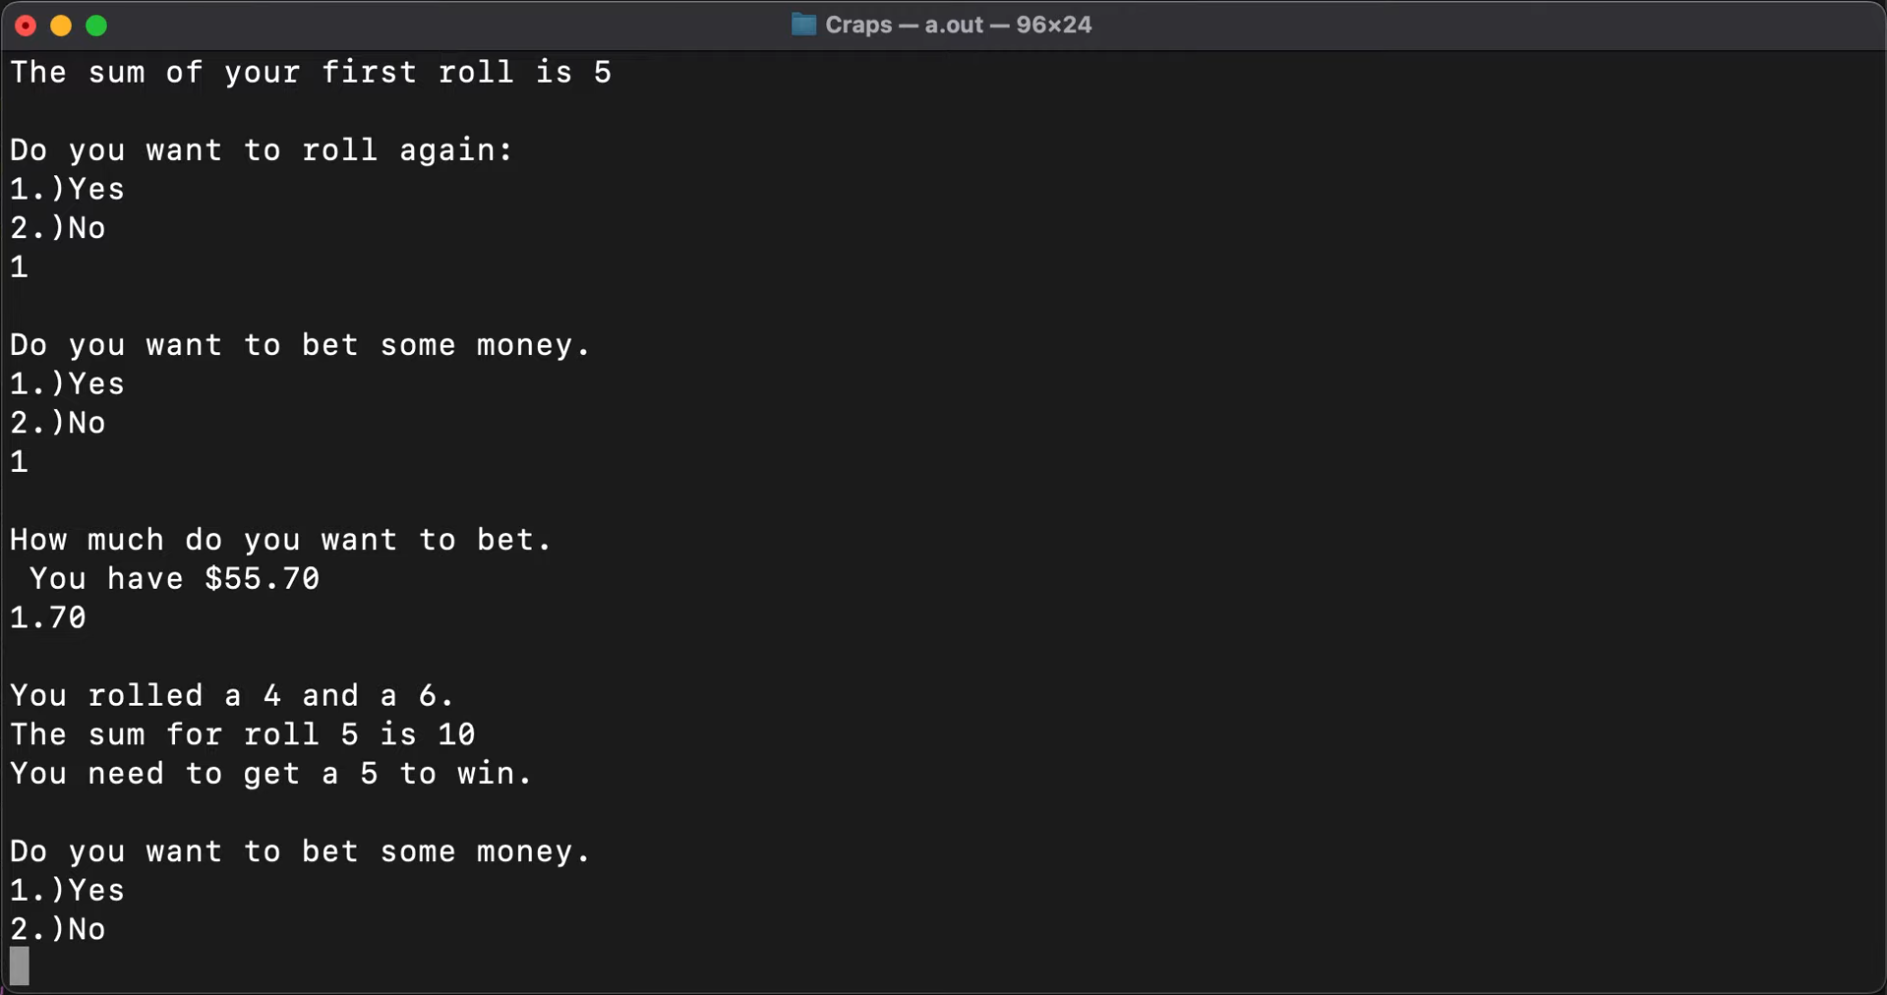 Craps — a.out — 96×24
The sum of your first roll is 5
Do you want to roll again:
1.)Yes
2.)No
1
Do you want to bet some money.
1.)Yes
2.)No
1
How much do you want to bet.
 You have $55.70
1.70
You rolled a 4 and a 6.
The sum for roll 5 is 10
You need to get a 5 to win.
Do you want to bet some money.
1.)Yes
2.)No